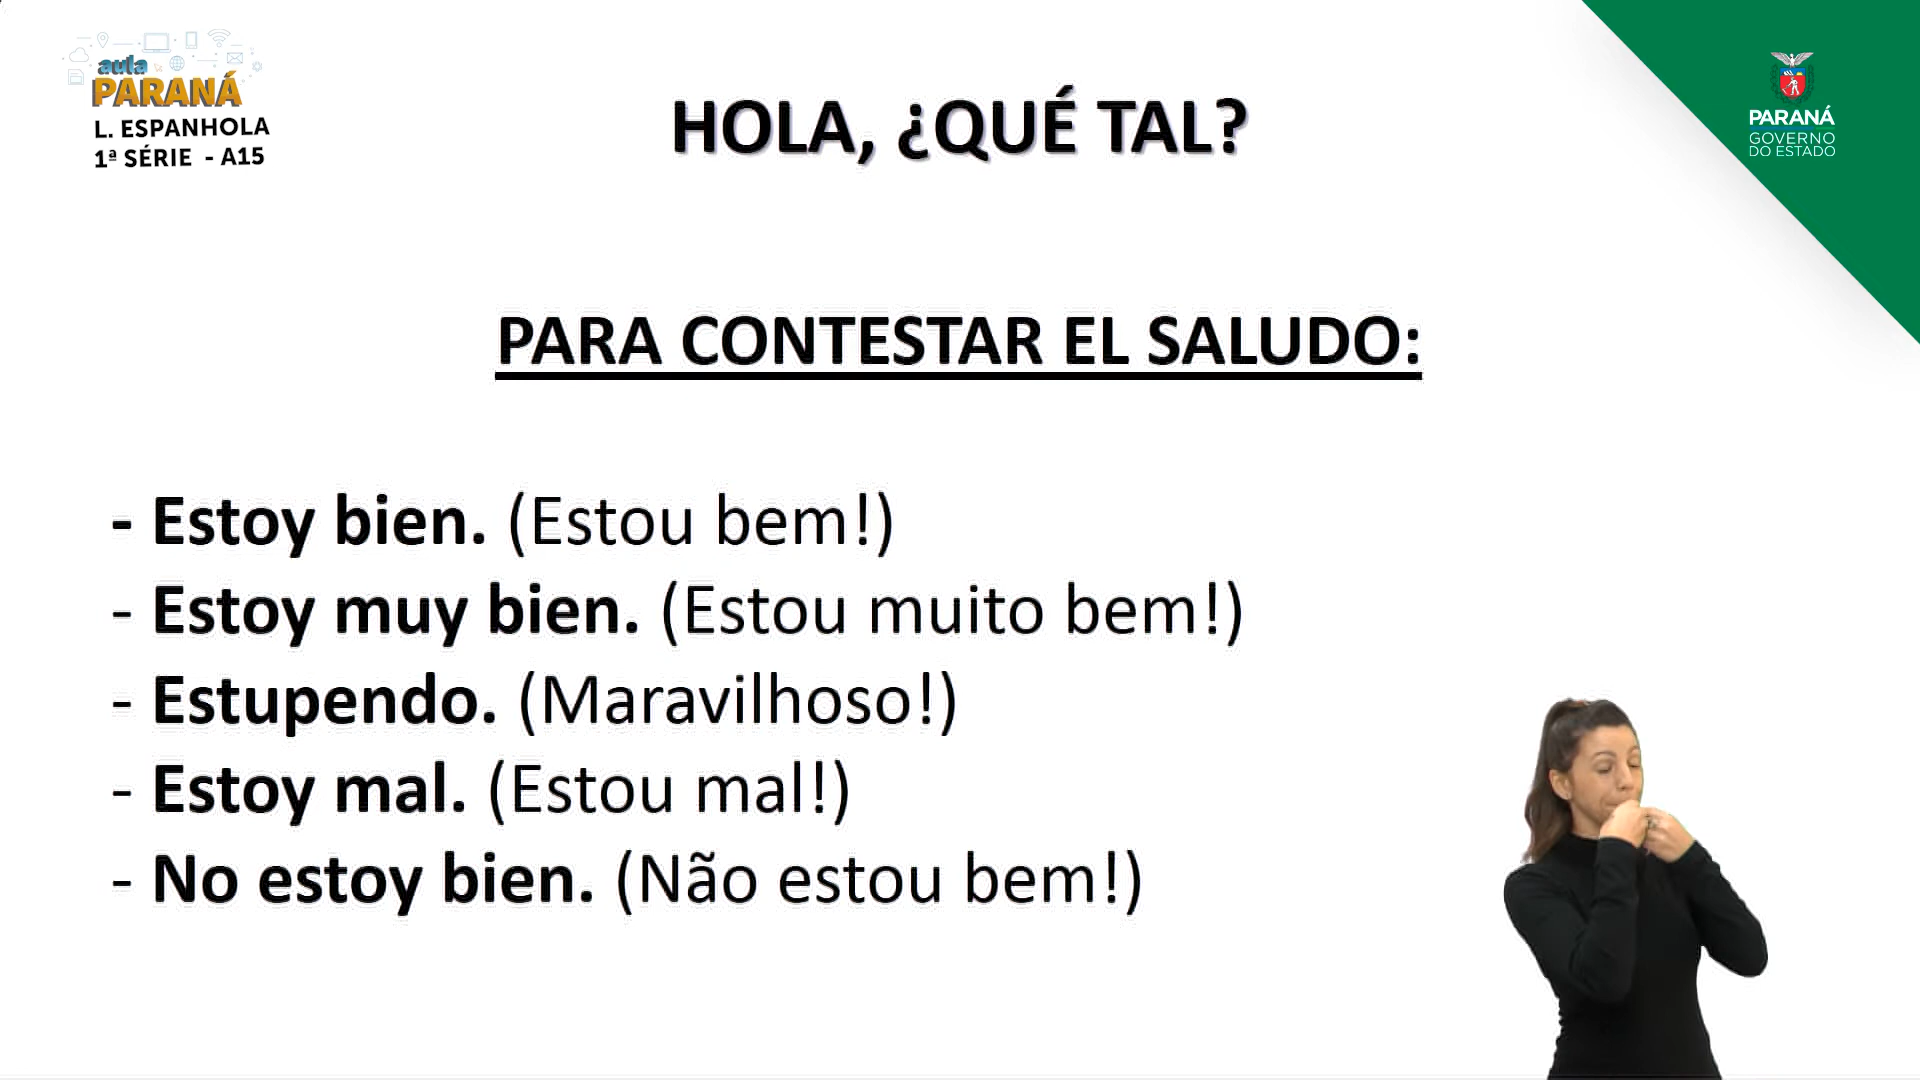 aula
PARANÁ
L. ESPANHOLA
1ª SÉRIE - A15
HOLA, ¿QUÉ TAL?
PARANÁ
GOVERNO
DO ESTADO
PARA CONTESTAR EL SALUDO:
- Estoy bien. (Estou bem!)
- Estoy muy bien. (Estou muito bem!)
- Estupendo. (Maravilhoso!)
- Estoy mal. (Estou mal!)
- No estoy bien. (Não estou bem!)